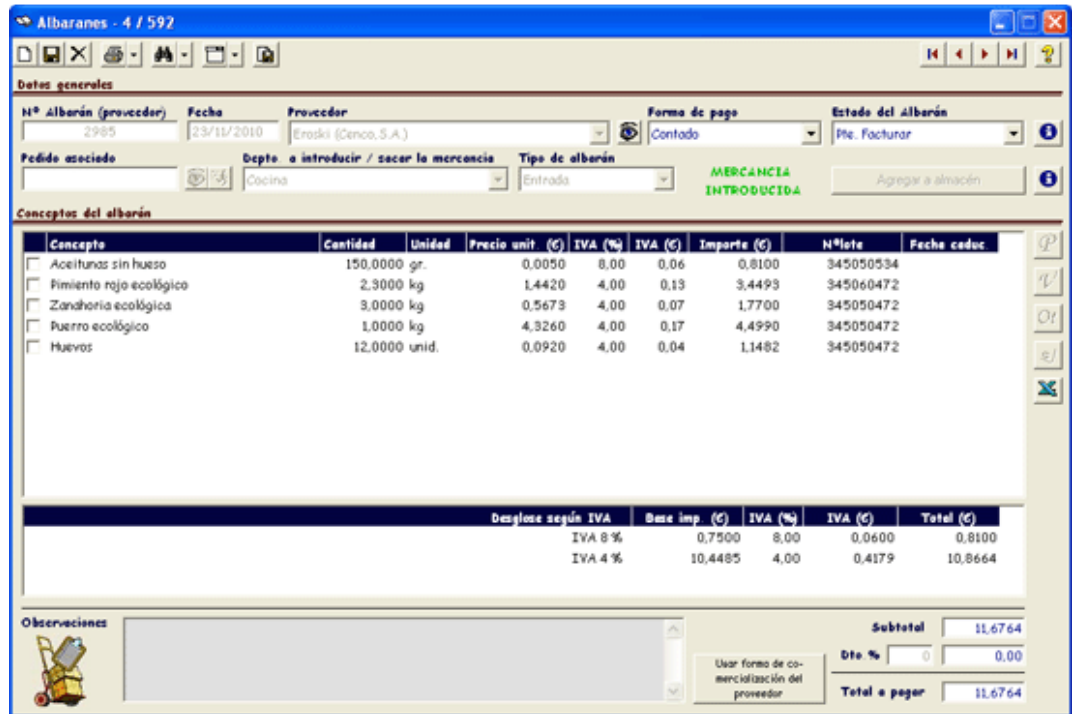 Albaranes - 4 / 592
Datos generales
Nº Albarán (proveedor) Fecha Proveedor Forma de pago Estado del Albarán
2985 23/11/2010 Eroski (Cenco, S.A.) Contado Pte. Facturar
Pedido asociado Depto. a introducir / sacar la mercancía Tipo de albarán
Cocina Entrada Agregar a almacén
MERCANCIA
INTRODUCIDA
Conceptos del albarán
Concepto Cantidad Unidad Precio unit. (€) IVA (%) IVA (€) Importe (€) Nºlote Fecha caduc.
Aceitunas sin hueso 150,0000 gr. 0,0050 8,00 0,06 0,8100 345050534
Pimiento rojo ecológico 2,3000 kg 1,4420 4,00 0,13 3,4493 345060472
Zanahoria ecológica 3,0000 kg 0,5673 4,00 0,07 1,7700 345050472
Puerro ecológico 1,0000 kg 4,3260 4,00 0,17 4,4990 345050472
Huevos 12,0000 unid. 0,0920 4,00 0,04 1,1482 345050472
P
V
Desglose según IVA Base imp. (€) IVA (%) IVA (€) Total (€)
IVA 8 % 0,7500 8,00 0,0600 0,8100
IVA 4 % 10,4485 4,00 0,4179 10,8664
Observaciones
Usar forma de co-
mercialización del
proveedor
Subtotal 11,6764
Dto. % 0 0,00
Total a pagar 11,6764